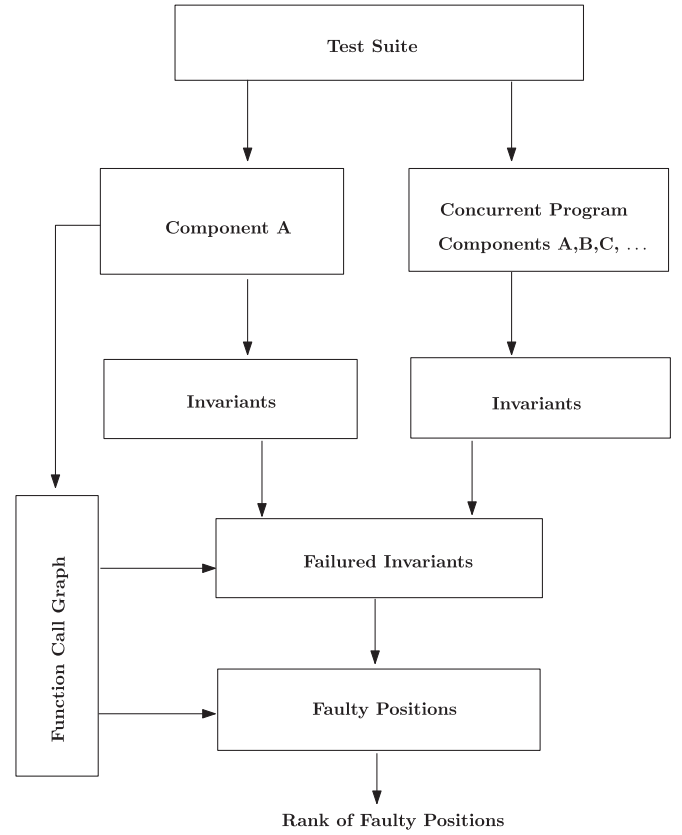 Test Suite
Component A
Concurrent Program
Components A,B,C, ...
Invariants
Invariants
Failured Invariants
Function Call Graph
Faulty Positions
Rank of Faulty Positions